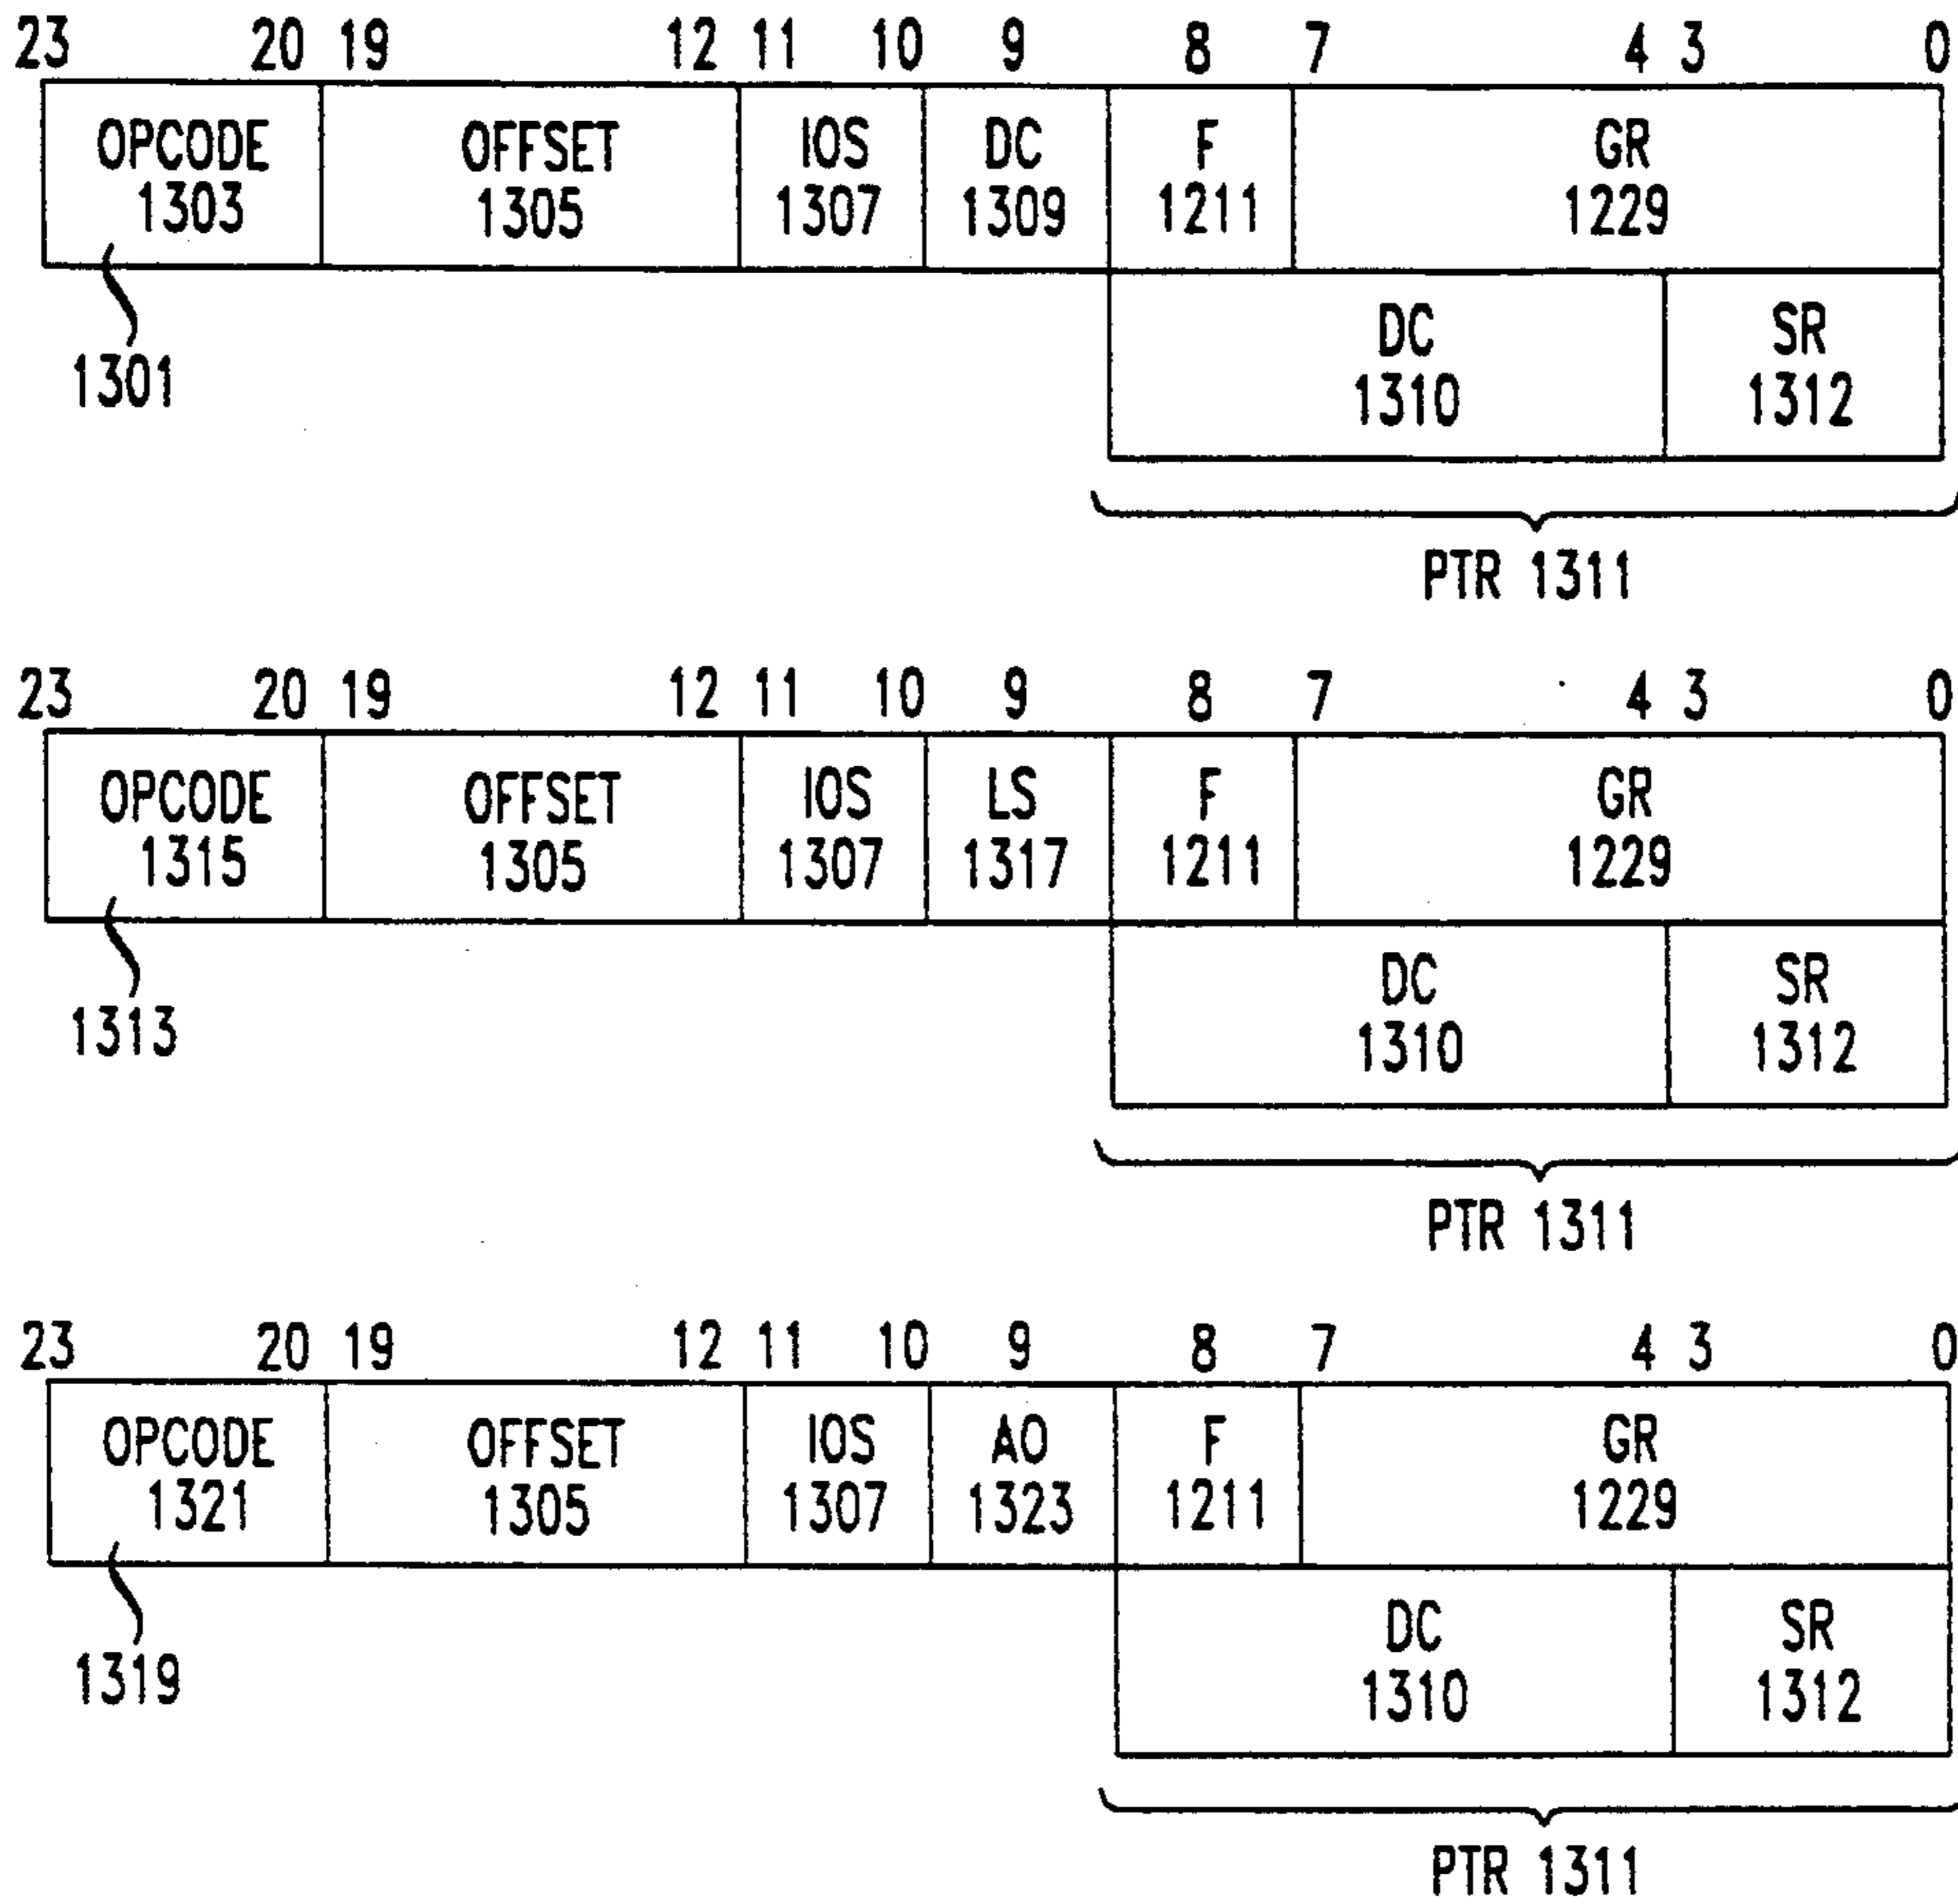 23 20 19 12 11 10 9 8 7 4 3 0
OPCODE OFFSET IOS DC F GR
1303 1305 1307 1309 1211 1229
DC SR
1310 1312
1301
PTR 1311
23 20 19 12 11 10 9 8 7 4 3 0
OPCODE OFFSET IOS LS F GR
1315 1305 1307 1317 1211 1229
DC SR
1310 1312
1313
PTR 1311
23 20 19 12 11 10 9 8 7 4 3 0
OPCODE OFFSET IOS AO F GR
1321 1305 1307 1323 1211 1229
DC SR
1310 1312
1319
PTR 1311